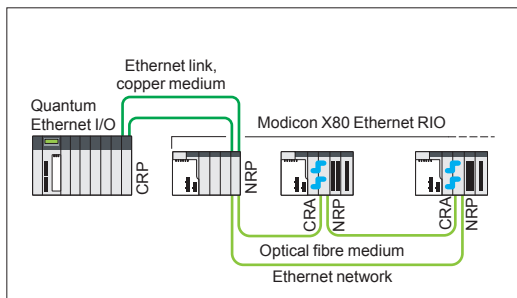 Ethernet link,
copper medium
Quantum
Ethernet I/O
Modicon X80 Ethernet RIO
CRP
NRP
CRA
NRP
CRA
NRP
Optical fibre medium
Ethernet network